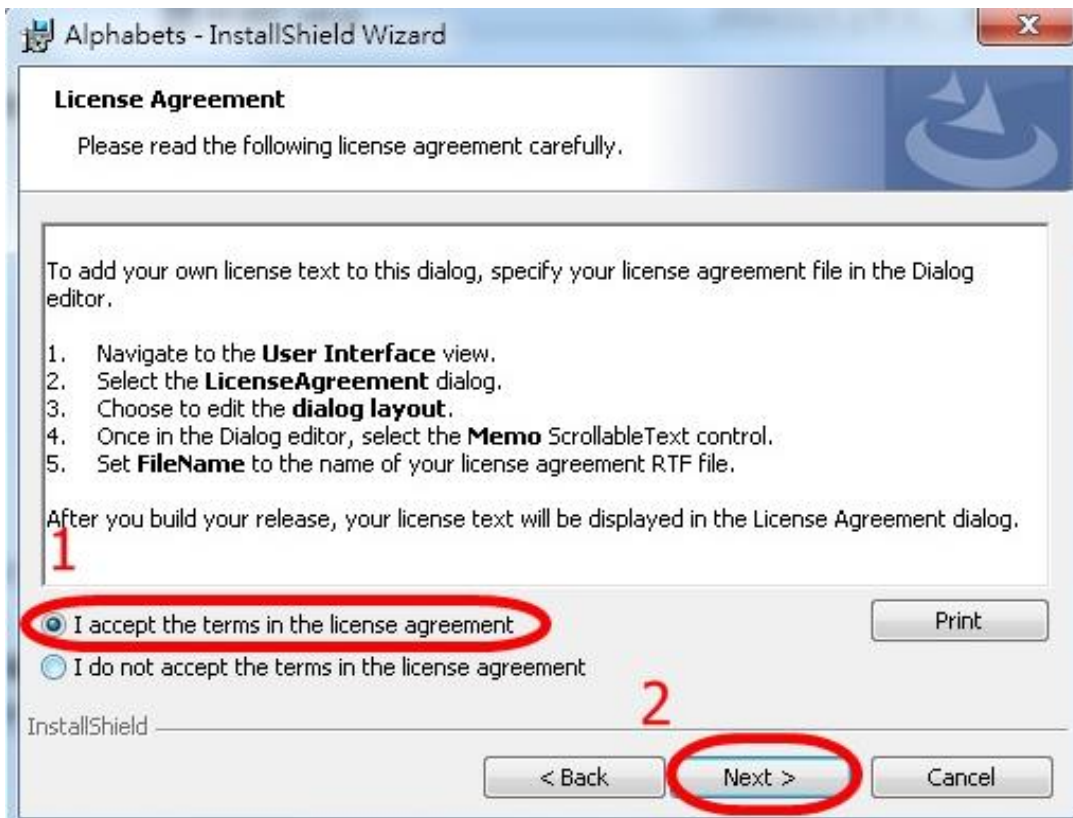 Alphabets - InstallShield Wizard
License Agreement
Please read the following license agreement carefully.
To add your own license text to this dialog, specify your license agreement file in the Dialog
editor.
1. Navigate to the User Interface view.
2. Select the LicenseAgreement dialog.
3. Choose to edit the dialog layout.
4. Once in the Dialog editor, select the Memo ScrollableText control.
5. Set FileName to the name of your license agreement RTF file.
After you build your release, your license text will be displayed in the License Agreement dialog.
1
I accept the terms in the license agreement
Print
I do not accept the terms in the license agreement
2
InstallShield
< Back
Next >
Cancel